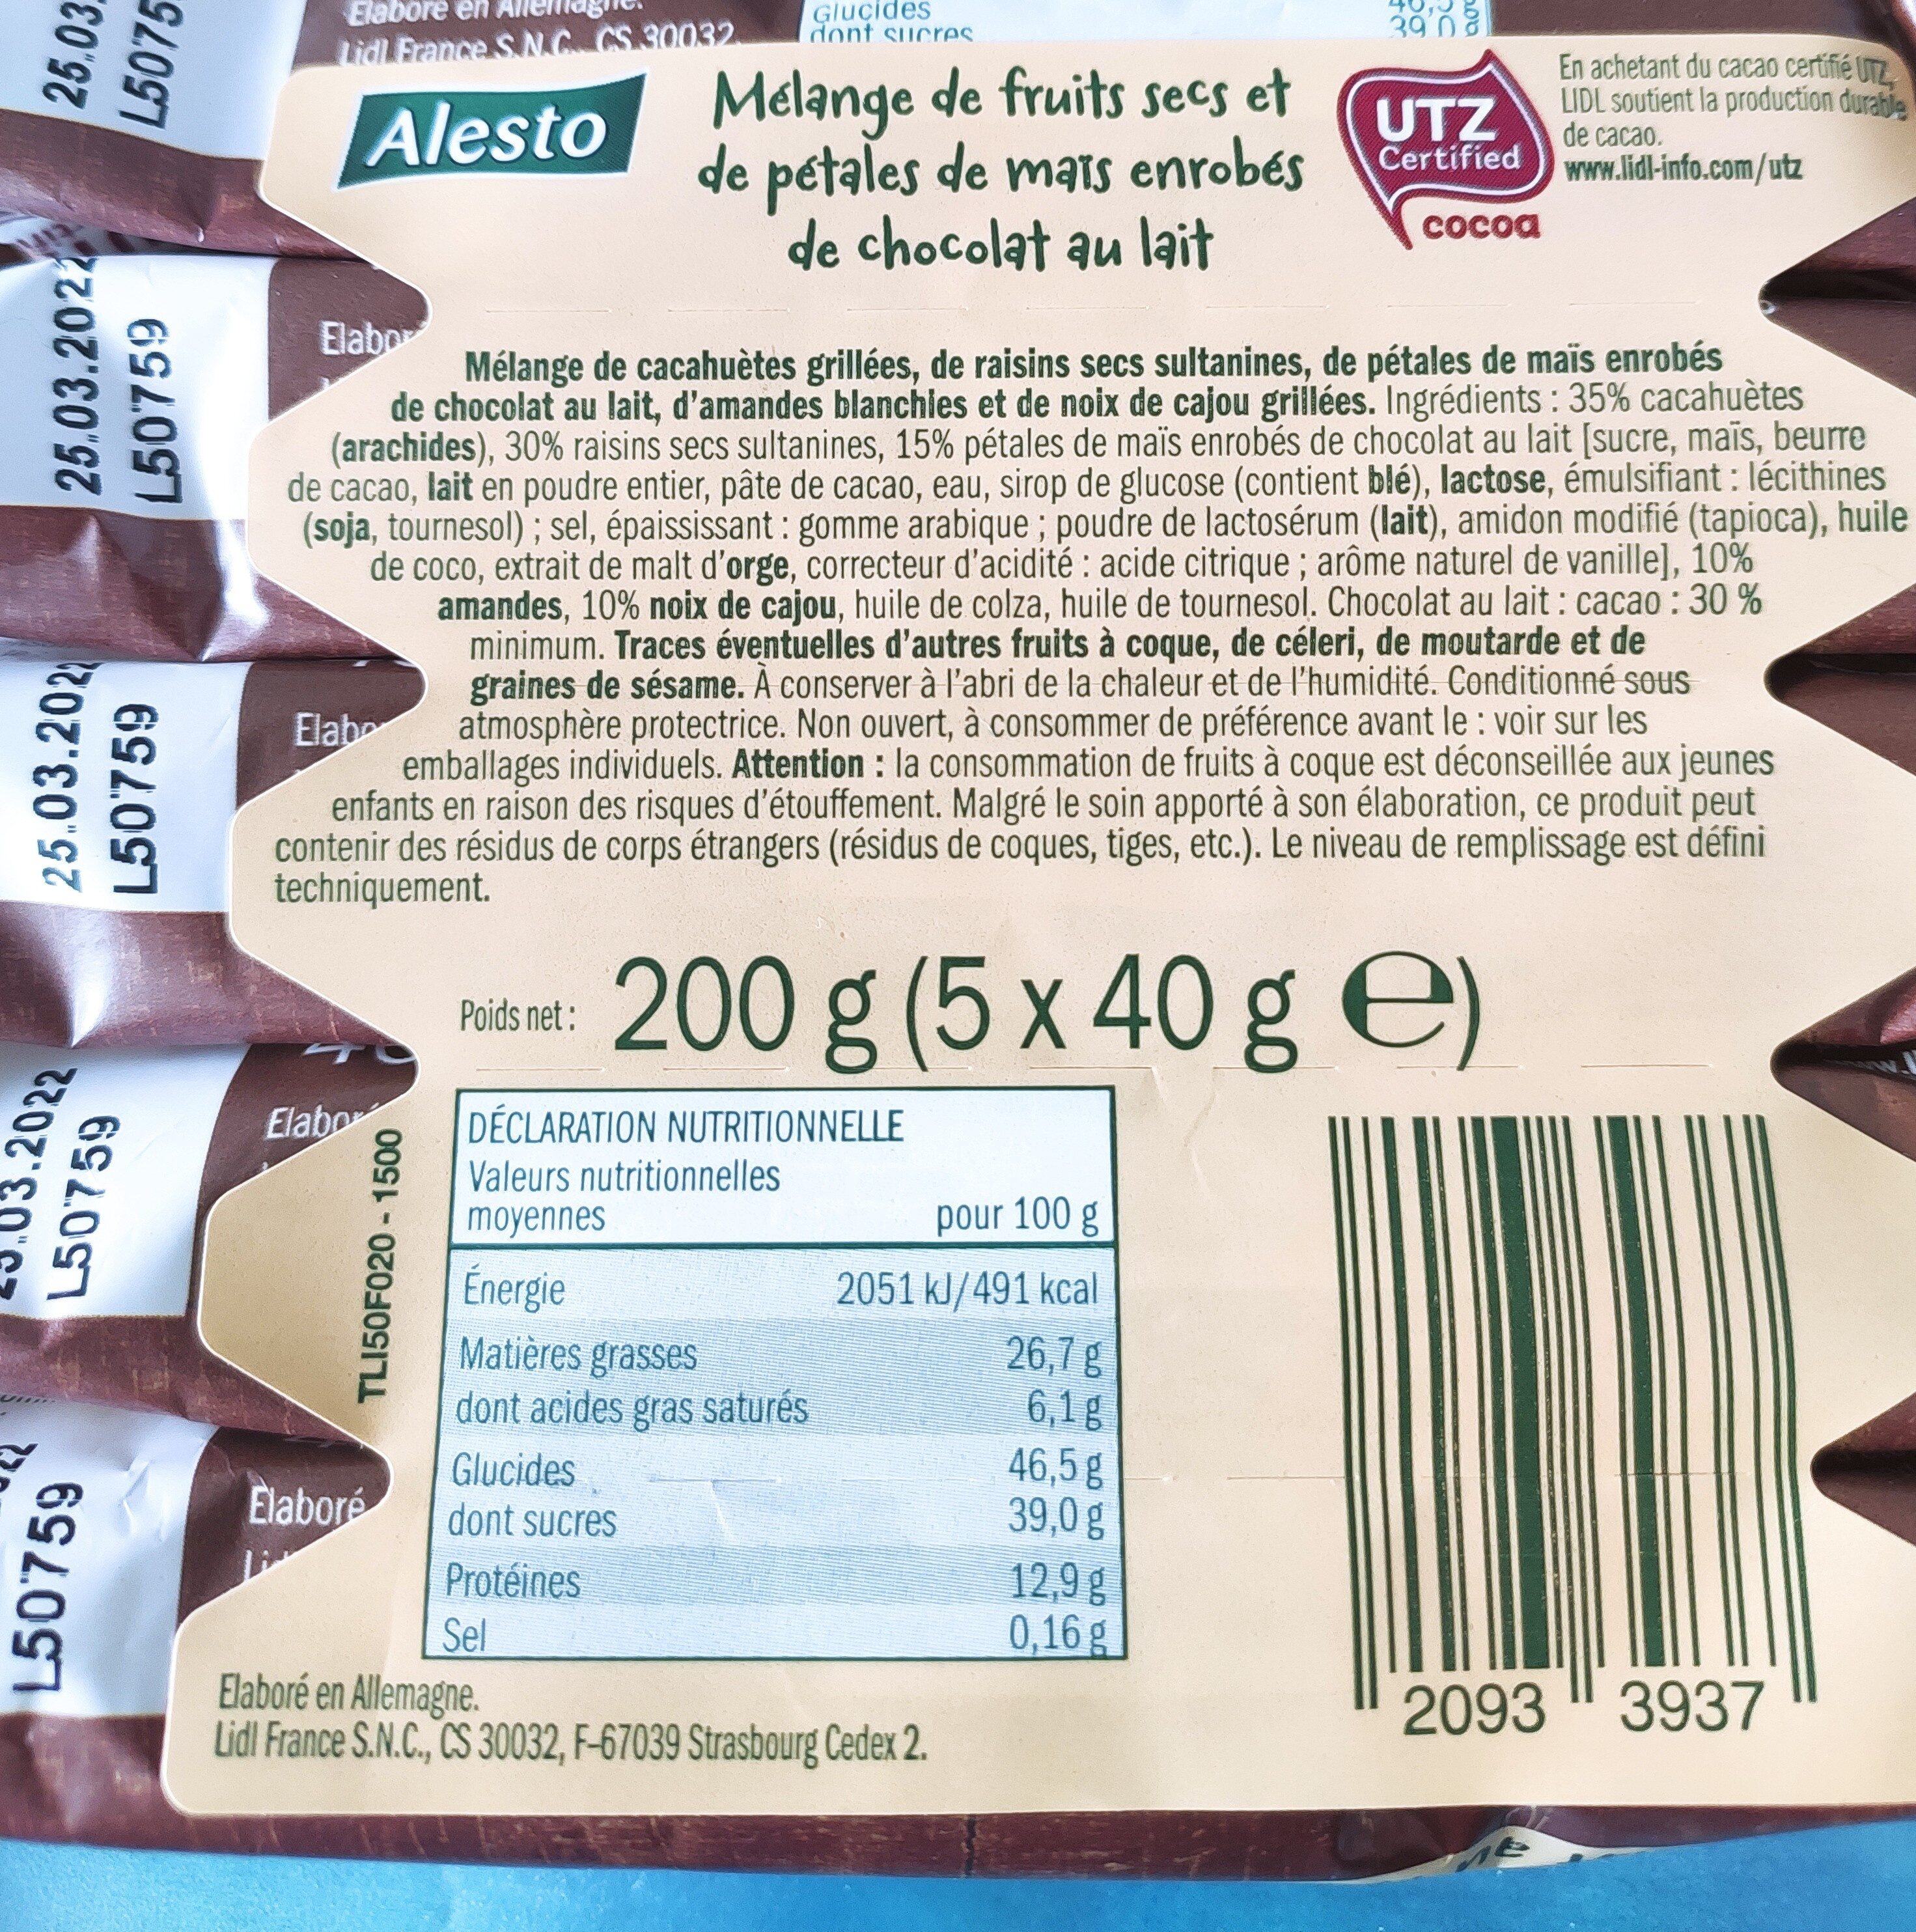 Elaboré en Allemagne.
Lidl France S.N.C., CS 30032
Glucides
dont sucres
39,0 g
Alesto
Mélange de fruits secs et
de pétales de maïs enrobés
de chocolat au lait
UTZ
Certified
cocoa
En achetant du cacao certifié UTZ,
LIDL soutient la production durable
de cacao.
www.lidl-info.com/utz
Mélange de cacahuètes grillées, de raisins secs sultanines, de pétales de maïs enrobés
de chocolat au lait, d'amandes blanchies et de noix de cajou grillées. Ingrédients : 35% cacahuètes
(arachides), 30% raisins secs sultanines, 15% pétales de maïs enrobés de chocolat au lait [sucre, maïs, beurre
de cacao, lait en poudre entier, pâte de cacao, eau, sirop de glucose (contient blé), lactose, émulsifiant : lécithines
(soja, tournesol) ; sel, épaississant : gomme arabique ; poudre de lactosérum (lait), amidon modifié (tapioca), huile
de coco, extrait de malt d'orge, correcteur d'acidité : acide citrique ; arôme naturel de vanille], 10%
amandes, 10% noix de cajou, huile de colza, huile de tournesol. Chocolat au lait : cacao : 30 %
minimum. Traces éventuelles d'autres fruits à coque, de céleri, de moutarde et de
graines de sésame. À conserver à l'abri de la chaleur et de l'humidité. Conditionné sous
atmosphère protectrice. Non ouvert, à consommer de préférence avant le : voir sur les
emballages individuels. Attention : la consommation de fruits à coque est déconseillée aux jeunes
enfants en raison des risques d'étouffement. Malgré le soin apporté à son élaboration, ce produit peut
contenir des résidus de corps étrangers (résidus de coques, tiges, etc.). Le niveau de remplissage est défini
techniquement.
Poids net : 200 g (5 x 40 g e)
DÉCLARATION NUTRITIONNELLE
Valeurs nutritionnelles
moyennes pour 100 g
Énergie 2051 kJ/491 kcal
Matières grasses 26,7 g
dont acides gras saturés 6,1 g
Glucides 46,5 g
dont sucres 39,0 g
Protéines 12,9 g
Sel 0,16 g
TLI50F020 - 1500
2093 3937
Elaboré en Allemagne.
Lidl France S.N.C., CS 30032, F-67039 Strasbourg Cedex 2.
25.03.
L5075
25.03.2022
L50759
25.03.202
L50759
.03.2022
L50759
L50759
Elaboré